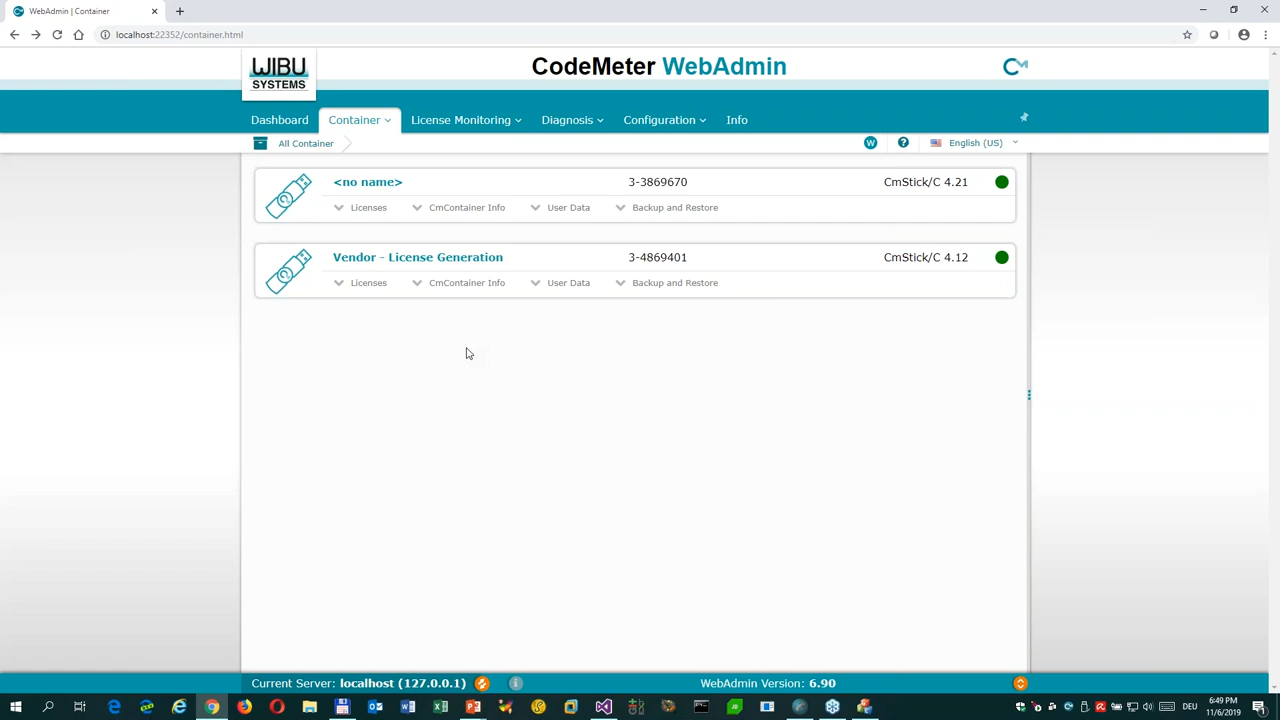 WebAdmin | Container
localhost:22352/container.html
WIBU
SYSTEMS
CodeMeter WebAdmin
Dashboard Container License Monitoring Diagnosis Configuration Info
All Container
W ? English (US)
<no name> 3-3869670 CmStick/C 4.21
Licenses CmContainer Info User Data Backup and Restore
Vendor - License Generation 3-4869401 CmStick/C 4.12
Licenses CmContainer Info User Data Backup and Restore
Current Server: localhost (127.0.0.1) WebAdmin Version: 6.90
DEU
6:49 PM
11/6/2019